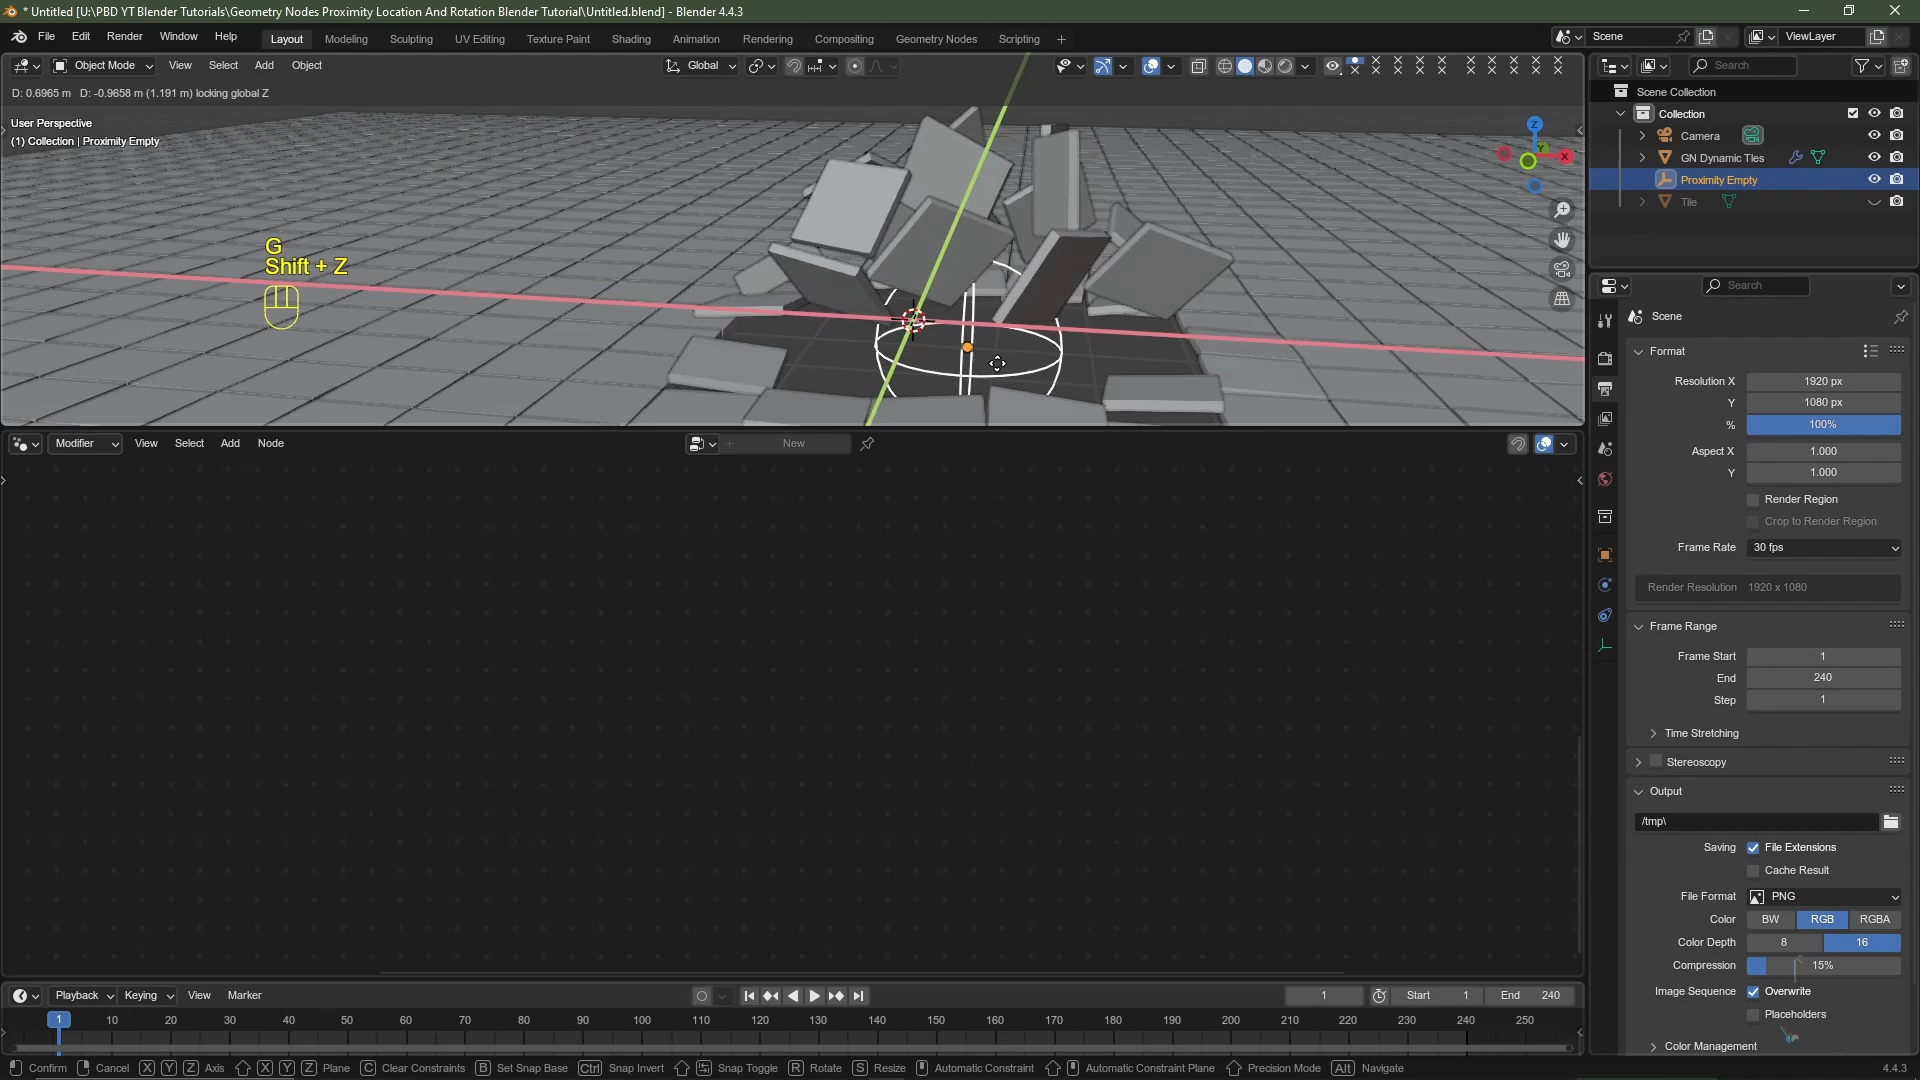 * Untitled [U:\PBD YT Blender Tutorials\Geometry Nodes Proximity Location And Rotation Blender Tutorial\Untitled.blend] - Blender 4.4.3
File Edit Render Window Help Layout Modeling Sculpting UV Editing Texture Paint Shading Animation Rendering Compositing Geometry Nodes Scripting + Scene ViewLayer
Object Mode View Select Add Object Global Search
D: 0.6965 m D: -0.9658 m (1.191 m) locking global Z
User Perspective
(1) Collection | Proximity Empty
Z
Y
X
G
Shift + Z
Scene Collection
Collection
Camera
GN Dynamic Tles
Proximity Empty
Tile
Search
Scene
Format
Resolution X 1920 px
Y 1080 px
% 100%
Aspect X 1.000
Y 1.000
Render Region
Crop to Render Region
Frame Rate 30 fps
Render Resolution 1920 x 1080
Frame Range
Frame Start 1
End 240
Step 1
Time Stretching
Stereoscopy
Output
/tmp\
Saving File Extensions
Cache Result
File Format PNG
Color BW RGB RGBA
Color Depth 8 16
Compression 15%
Image Sequence Overwrite
Placeholders
Color Management
Modifier View Select Add Node + New
Playback Keying View Marker 1 Start 1 End 240
1 10 20 30 40 50 60 70 80 90 100 110 120 130 140 150 160 170 180 190 200 210 220 230 240 250
Confirm Cancel X Y Z Axis X Y Z Plane C Clear Constraints B Set Snap Base Ctrl Snap Invert Snap Toggle R Rotate S Resize Automatic Constraint Automatic Constraint Plane Precision Mode Alt Navigate 4.4.3